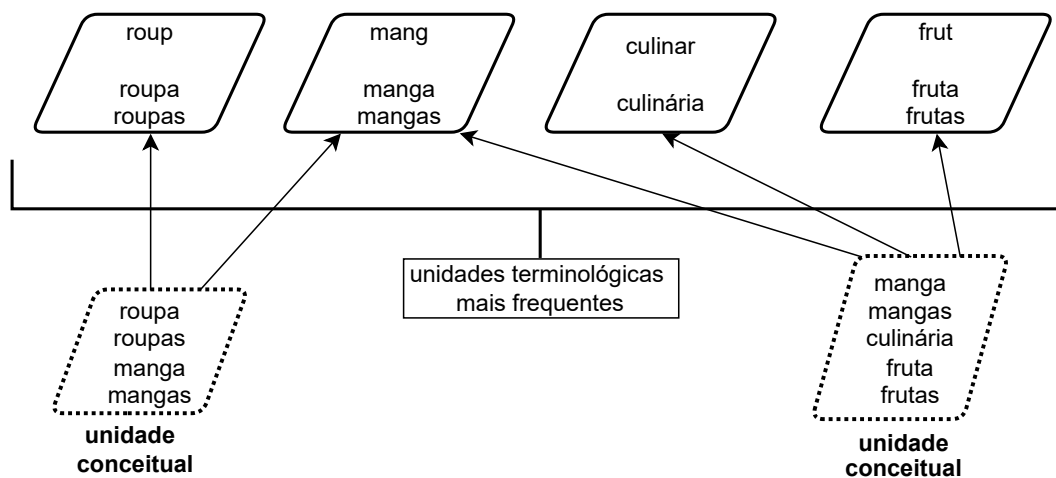 roup
roupa
roupas
mang
manga
mangas
culinar
culinária
frut
fruta
frutas
unidades terminológicas
mais frequentes
roupa
roupas
manga
mangas
unidade
conceitual
manga
mangas
culinária
fruta
frutas
unidade
conceitual